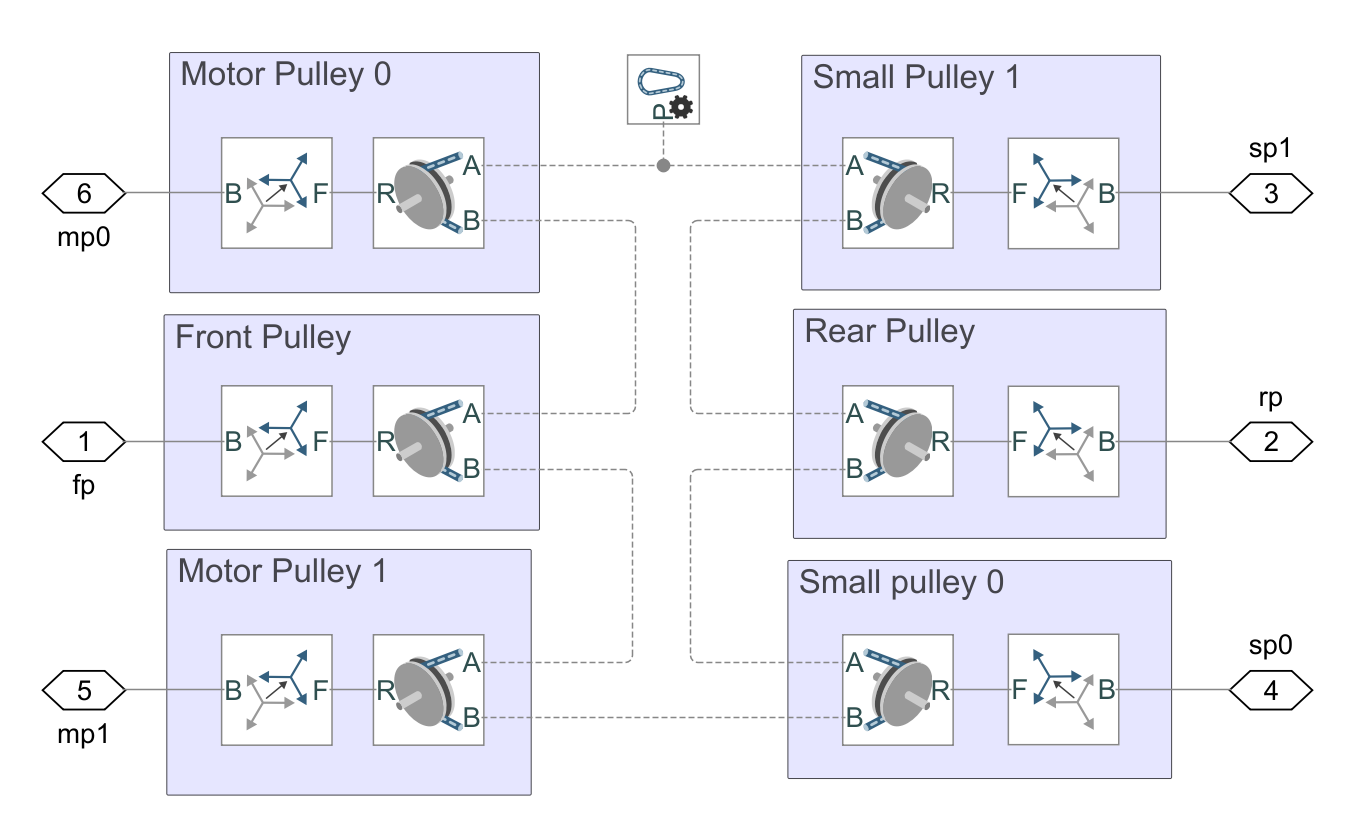 Motor Pulley 0
Small Pulley 1
P
B
F
R
A
B
A
B
R
F
B
6
mp0
sp1
3
Front Pulley
Rear Pulley
B
F
R
A
B
A
B
R
F
B
1
fp
rp
2
Motor Pulley 1
Small pulley 0
B
F
R
A
B
A
B
R
F
B
5
mp1
sp0
4